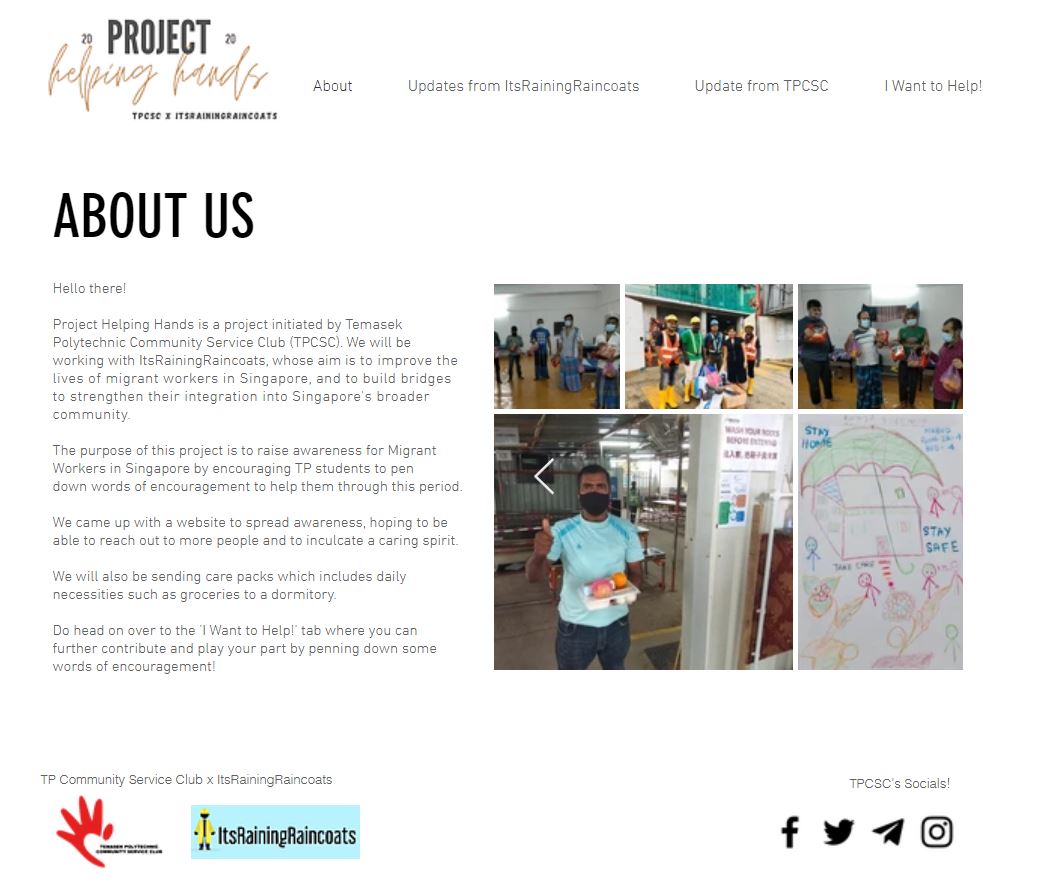 20 PROJECT 20
helping hands
TPCSC X ITSRAININGRAINCOATS
About
Updates from ItsRainingRaincoats
Update from TPCSC
I Want to Help!
ABOUT US
Hello there!
Project Helping Hands is a project initiated by Temasek
Polytechnic Community Service Club (TPCSC). We will be
working with ItsRainingRaincoats, whose aim is to improve the
lives of migrant workers in Singapore, and to build bridges
to strengthen their integration into Singapore's broader
community.
The purpose of this project is to raise awareness for Migrant
Workers in Singapore by encouraging TP students to pen
down words of encouragement to help them through this period.
We came up with a website to spread awareness, hoping to be
able to reach out to more people and to inculcate a caring spirit.
We will also be sending care packs which includes daily
necessities such as groceries to a dormitory.
Do head on over to the 'I Want to Help!' tab where you can
further contribute and play your part by penning down some
words of encouragement!
WASH YOUR BOOTS
BEFORE ENTERING
STAY
HOME
STAY
SAFE
TAKE CARE
TP Community Service Club x ItsRainingRaincoats
TEMASEK POLYTECHNIC
COMMUNITY SERVICE CLUB
ItsRainingRaincoats
TPCSC's Socials!